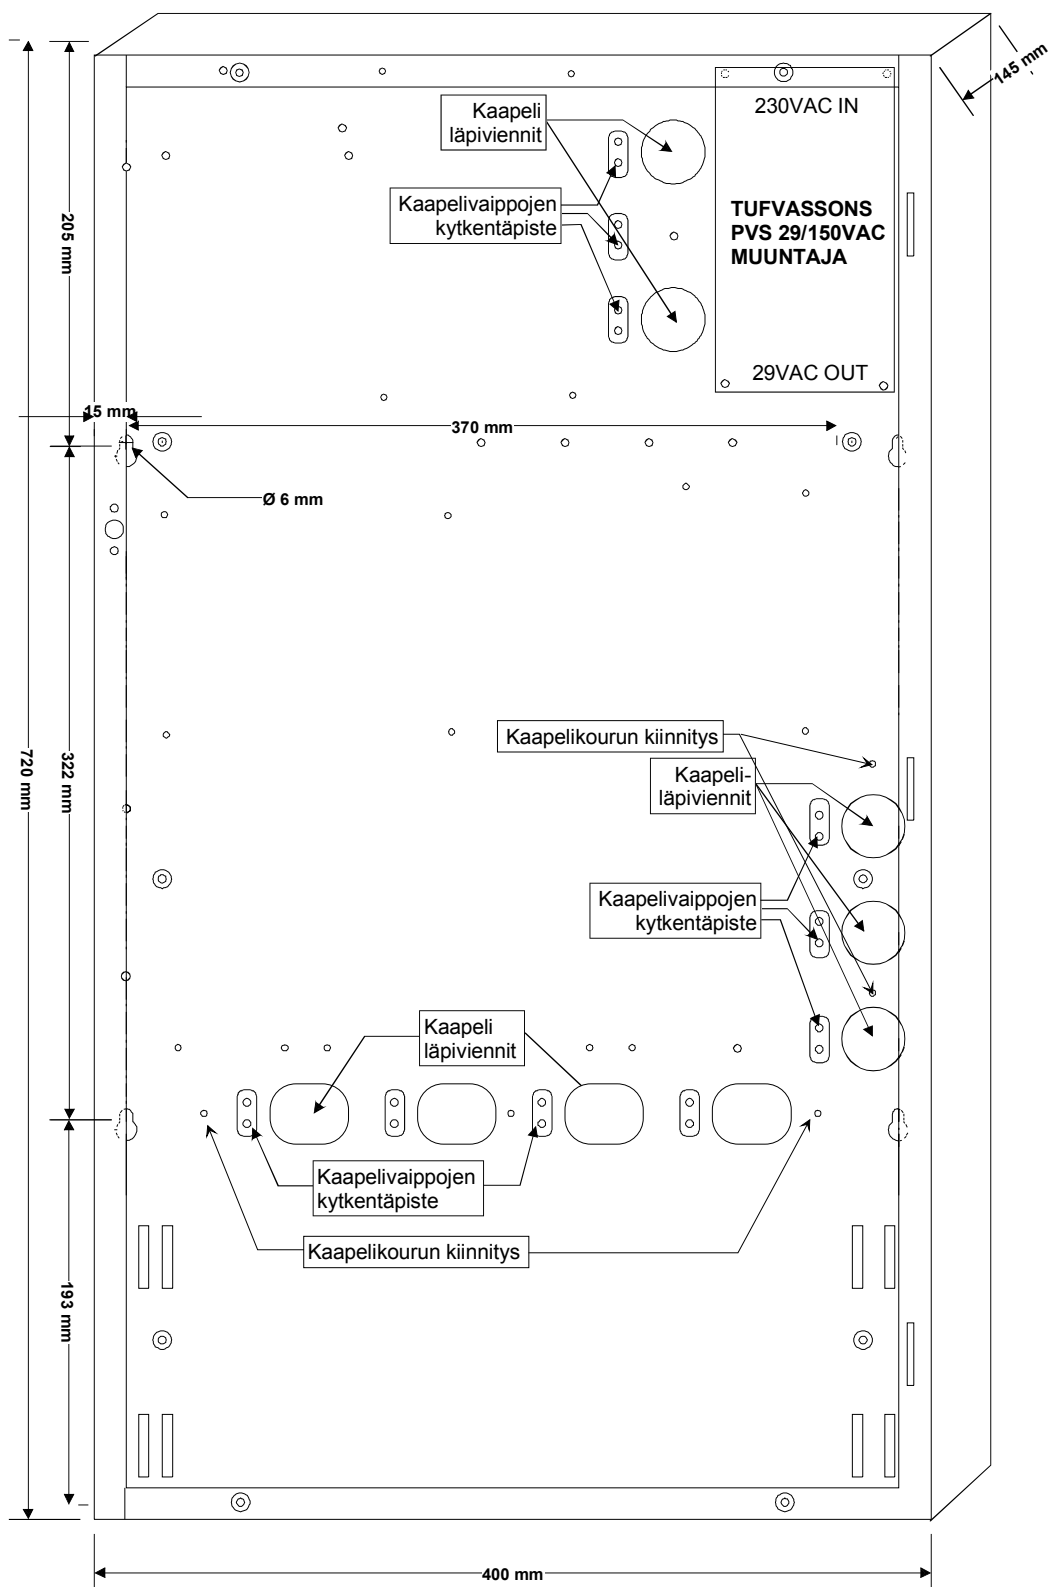 145 mm
Kaapeli
läpiviennit
230VAC IN
Kaapelivaippojen
kytkentäpiste
TUFVASSONS
PVS 29/150VAC
MUUNTAJA
205 mm
29VAC OUT
15 mm
370 mm
Ø 6 mm
Kaapelikourun kiinnitys
720 mm
322 mm
Kaapeli-
läpiviennit
Kaapelivaippojen
kytkentäpiste
Kaapeli
läpiviennit
Kaapelivaippojen
kytkentäpiste
Kaapelikourun kiinnitys
193 mm
400 mm